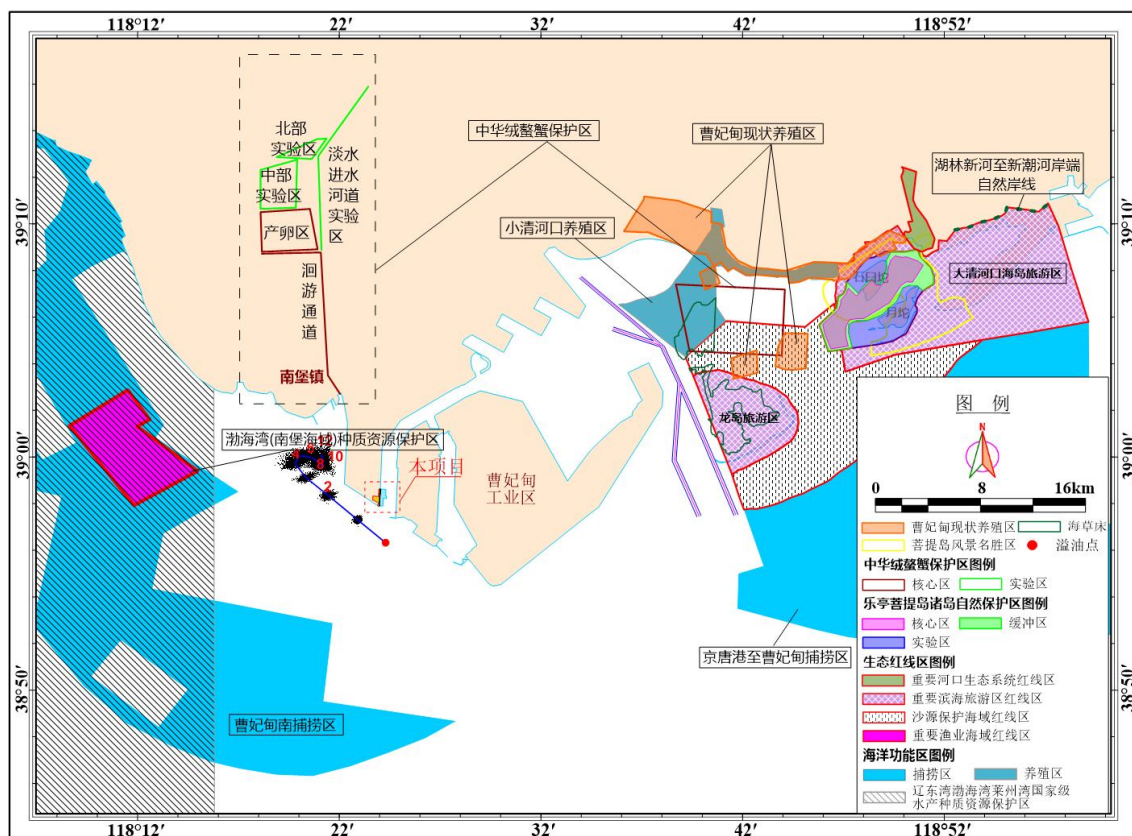 118°12′
22′
32′
42′
118°52′
39°10′
39°00′
38°50′
39°10′
39°00′
38°50′
118°12′
22′
32′
42′
118°52′
北部
实验区
中部
实验区
淡水
进水
河道
实验
区
产卵区
洄
游
通
道
南堡镇
中华绒螯蟹保护区
曹妃甸现状养殖区
小清河口养殖区
湖林新河至新潮河岸端
自然岸线
大清河口海岛旅游区
石臼坨
月坨
龙岛旅游区
渤海湾(南堡海域)种质资源保护区
12
10
8
2
本项目
曹妃甸
工业区
京唐港至曹妃甸捕捞区
曹妃甸南捕捞区
图 例
N
0 8 16km
曹妃甸现状养殖区 海草床
菩提岛风景名胜区 溢油点
中华绒螯蟹保护区图例
核心区 实验区
乐亭菩提岛诸岛自然保护区图例
核心区 缓冲区
实验区
生态红线区图例
重要河口生态系统红线区
重要滨海旅游区红线区
沙源保护海域红线区
重要渔业海域红线区
海洋功能区图例
捕捞区 养殖区
辽东湾渤海湾莱州湾国家级
水产种质资源保护区